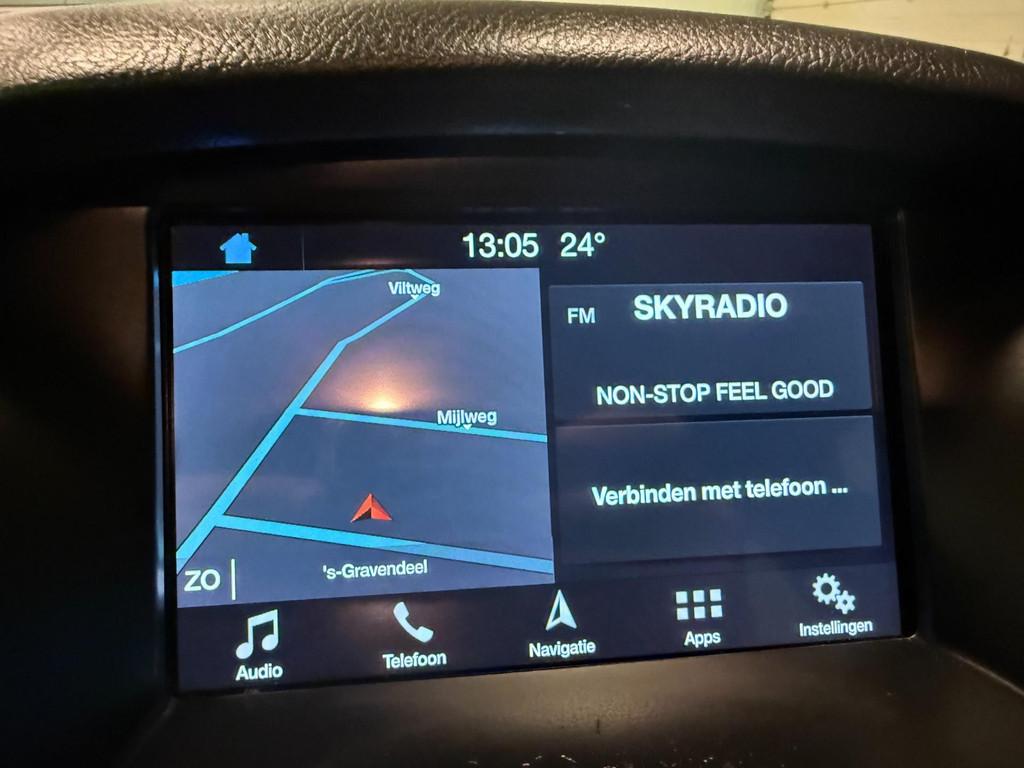 13:05 24°
Viltweg
Mijlweg
ZO
's-Gravendeel
FM SKYRADIO
NON-STOP FEEL GOOD
Verbinden met telefoon ...
Audio
Telefoon
Navigatie
Apps
Instellingen